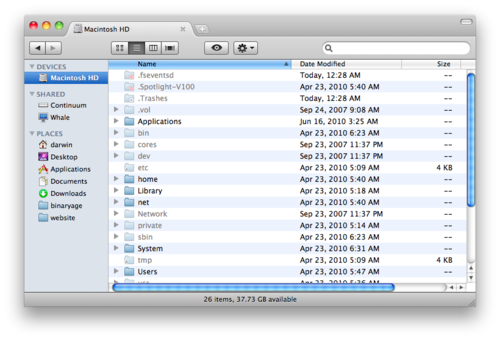 Macintosh HD
Name Date Modified Size
DEVICES
Macintosh HD
SHARED
Continuum
Whale
PLACES
darwin
Desktop
Applications
Documents
Downloads
binaryage
website
.fseventsd Today, 12:28 AM --
.Spotlight-V100 Apr 23, 2010 5:40 AM --
.Trashes Today, 12:28 AM --
.vol Sep 24, 2007 9:08 AM --
Applications Jun 16, 2010 3:25 AM --
bin Apr 23, 2010 6:23 AM --
cores Sep 23, 2007 11:37 PM --
dev Sep 23, 2007 11:37 PM --
etc Apr 23, 2010 5:09 AM 4 KB
home Apr 23, 2010 5:40 AM --
Library Apr 23, 2010 5:18 AM --
net Apr 23, 2010 5:40 AM --
Network Sep 23, 2007 11:37 PM --
private Apr 23, 2010 5:14 AM --
sbin Apr 23, 2010 6:23 AM --
System Apr 23, 2010 6:31 AM --
tmp Apr 23, 2010 5:09 AM 4 KB
Users Apr 23, 2010 5:47 AM --
26 items, 37.73 GB available